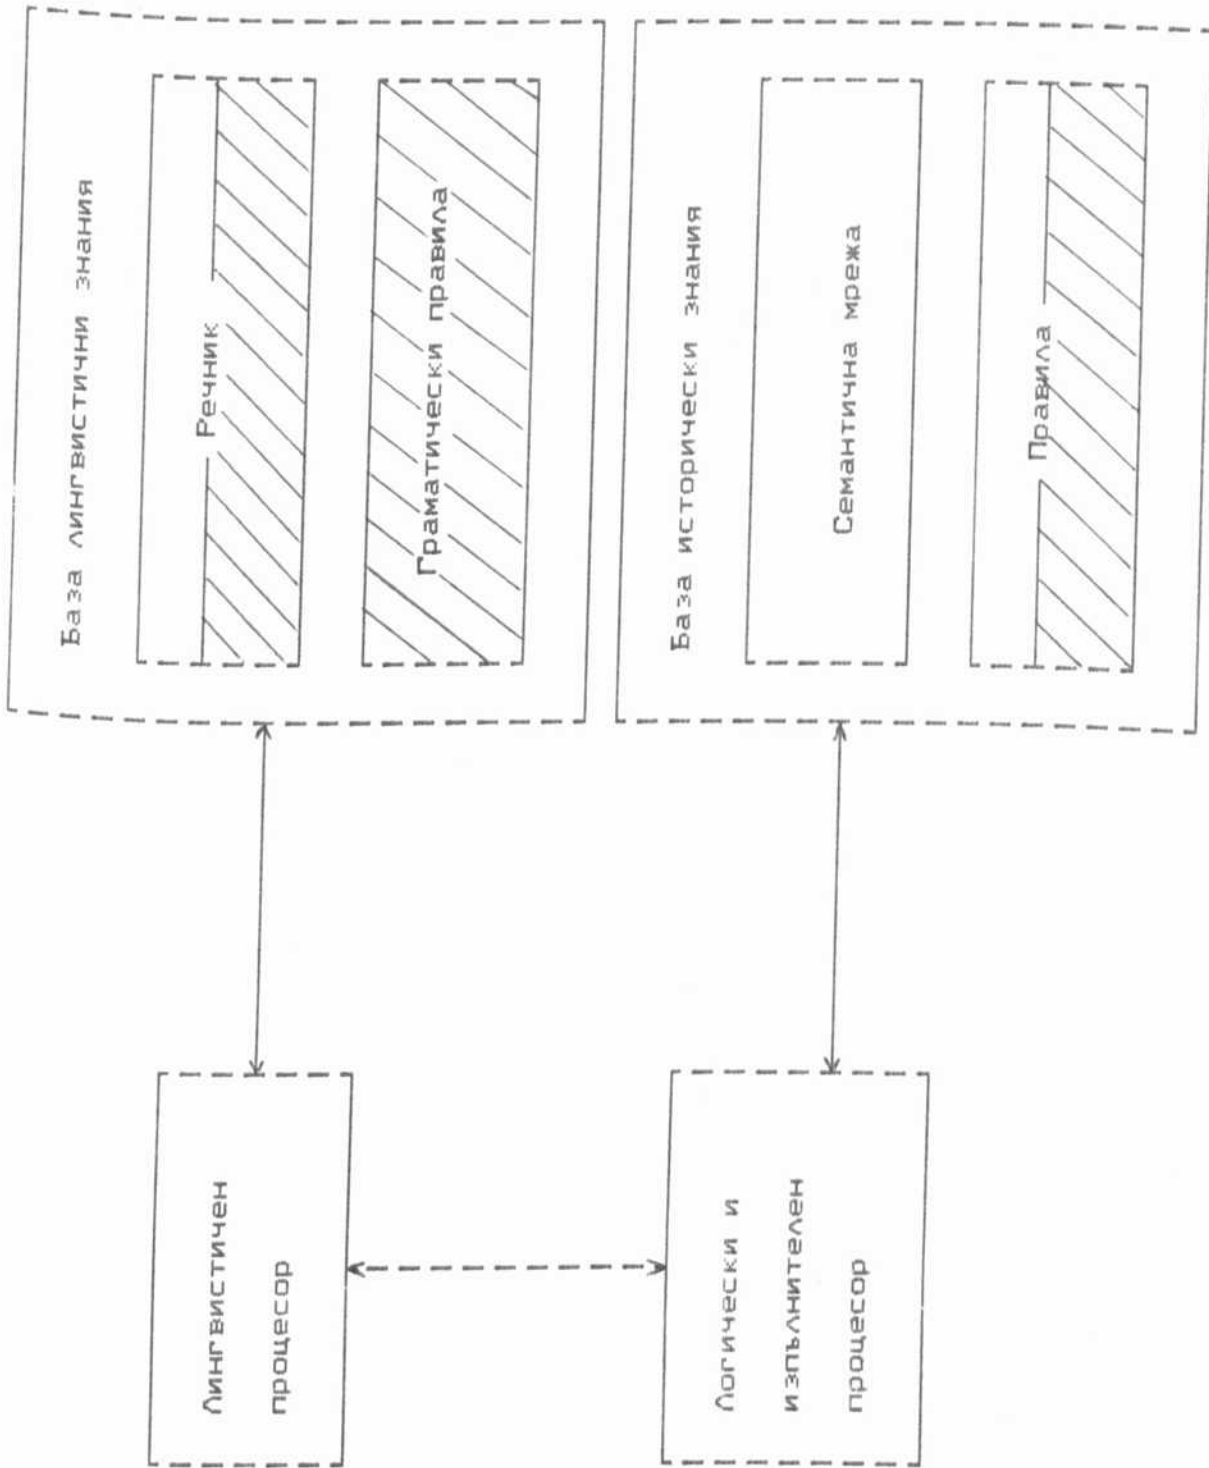 База лингвистични знания
Речник
Граматически правила
База исторически знания
Семантична мрежа
Правила
Лингвистичен
процесор
Логически и
изпълнителен
процесор